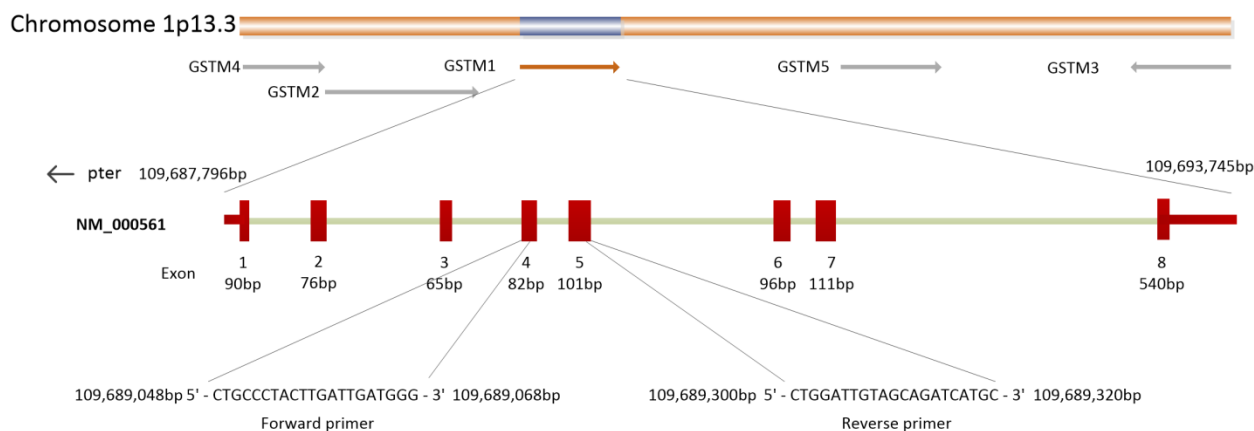 Chromosome 1p13.3
GSTM4 GSTM1 GSTM5 GSTM3
GSTM2
pter 109,687,796bp 109,693,745bp
NM_000561
Exon 1 2 3 4 5 6 7 8
90bp 76bp 65bp 82bp 101bp 96bp 111bp 540bp
109,689,048bp 5' - CTGCCCTACTTGATTGATGGG - 3' 109,689,068bp 109,689,300bp 5' - CTGGATTGTAGCAGATCATGC - 3' 109,689,320bp
Forward primer Reverse primer